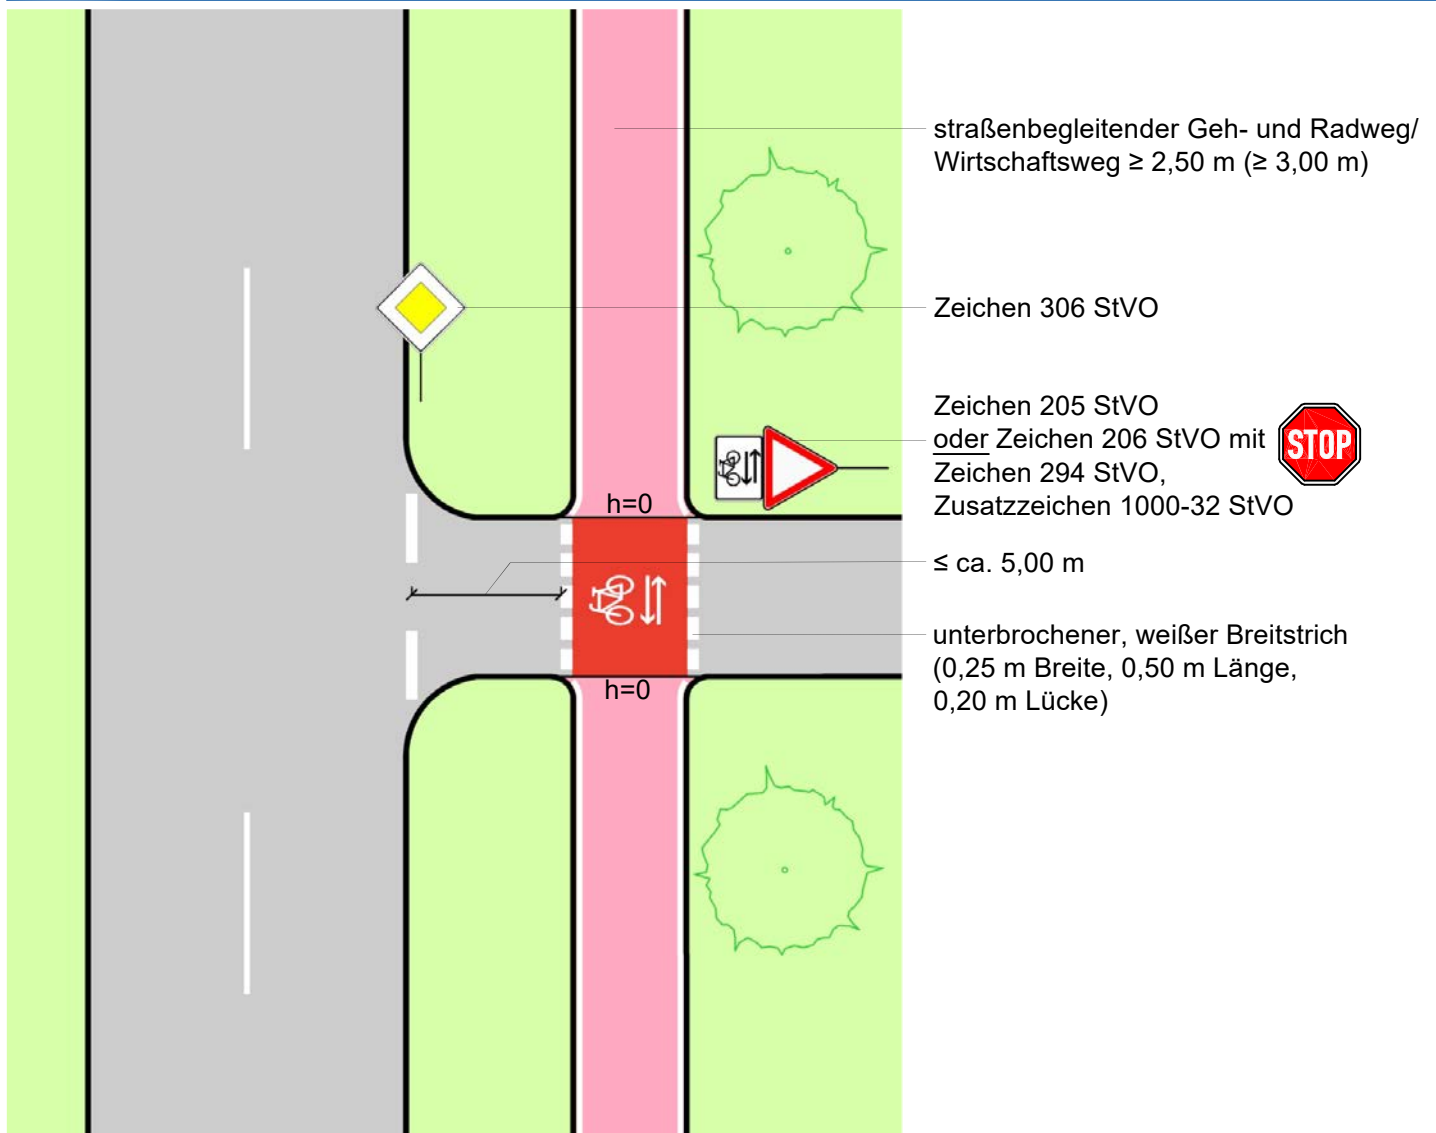 straßenbegleitender Geh- und Radweg/
Wirtschaftsweg ≥ 2,50 m (≥ 3,00 m)
Zeichen 306 StVO
Zeichen 205 StVO
oder Zeichen 206 StVO mit
STOP
Zeichen 294 StVO,
Zusatzzeichen 1000-32 StVO
h=0
≤ ca. 5,00 m
unterbrochener, weißer Breitstrich
(0,25 m Breite, 0,50 m Länge,
0,20 m Lücke)
h=0